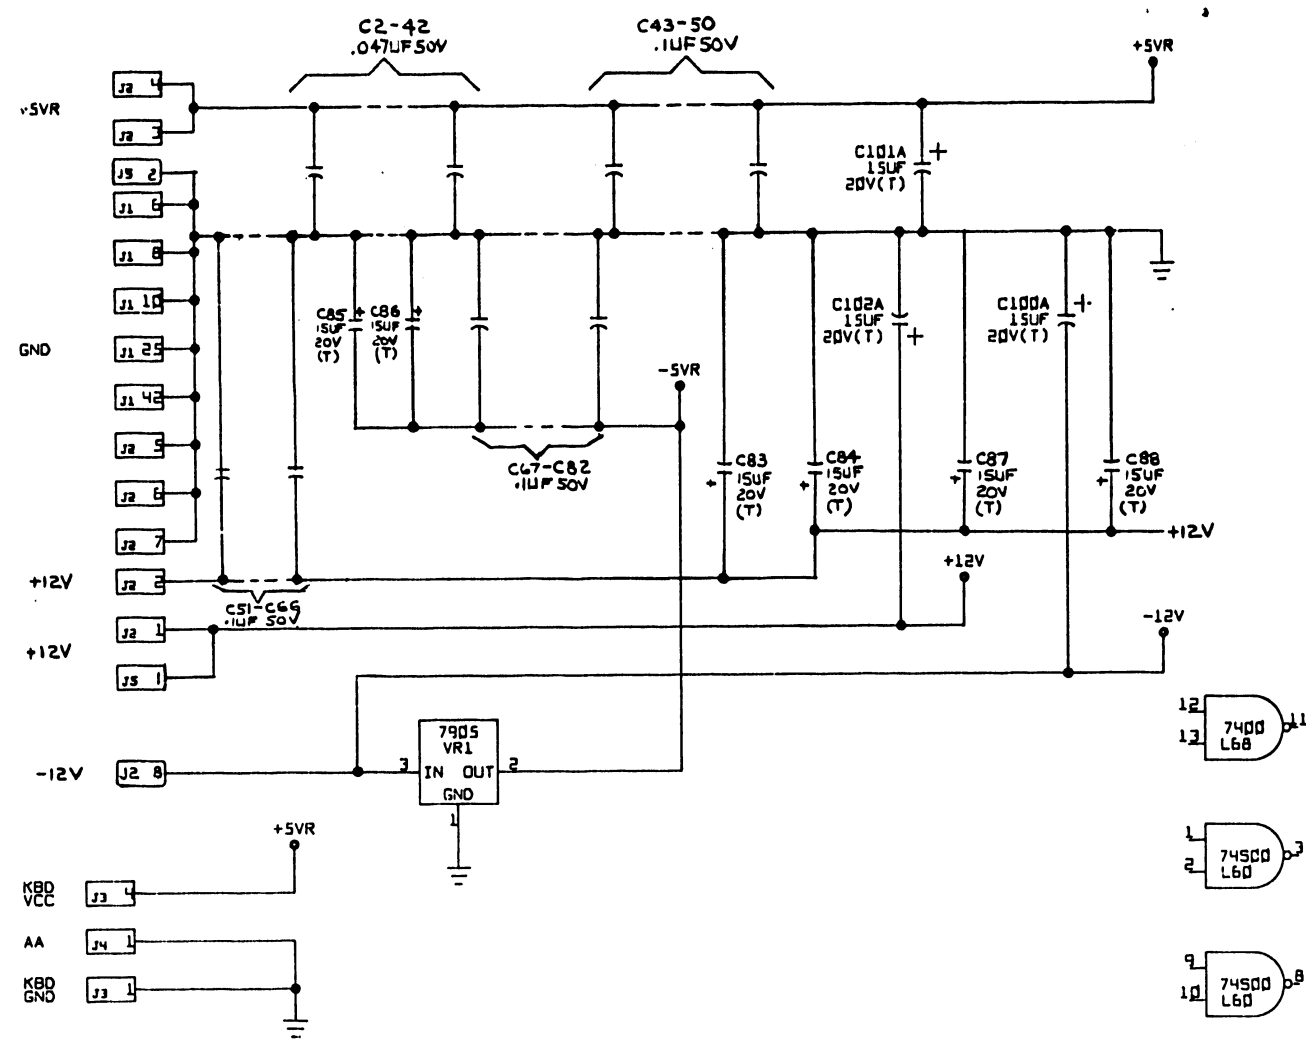 C2-42
.047UF 50V
C43-50
.1UF 50V
+5VR
+5VR
J2 4
J2 3
J5 2
J1 6
J1 8
J1 10
GND
J1 25
J1 42
J2 5
J2 6
J2 7
C101A
15UF
20V(T)
+
C85
15UF
20V
(T)
+
C86
15UF
20V
(T)
+
C102A
15UF
20V(T)
+
C100A
15UF
20V(T)
+
-5VR
C67-C82
.1UF 50V
C83
15UF
20V
(T)
+
C84
15UF
20V
(T)
+
C87
15UF
20V
(T)
+
C88
15UF
20V
(T)
+
+12V
+12V
J2 2
C51-C66
.1UF 50V
+12V
J2 1
+12V
J5 1
-12V
-12V
J2 8
7905
VR1
3 IN OUT 2
GND
1
12
13
7400
L68
11
1
2
74S00
L60
3
9
10
74S00
L60
8
+5VR
KBD
VCC
J3 4
AA
J4 1
KBD
GND
J3 1